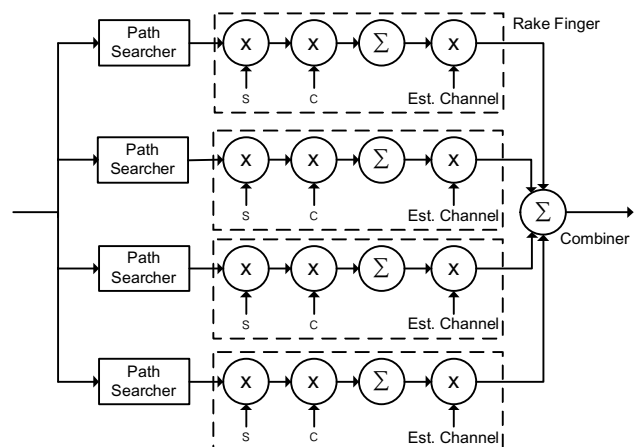 Path
Searcher
x x Σ x
Rake Finger
S C Est. Channel
Path
Searcher
x x Σ x
S C Est. Channel
Σ
Combiner
Path
Searcher
x x Σ x
S C Est. Channel
Path
Searcher
x x Σ x
S C Est. Channel